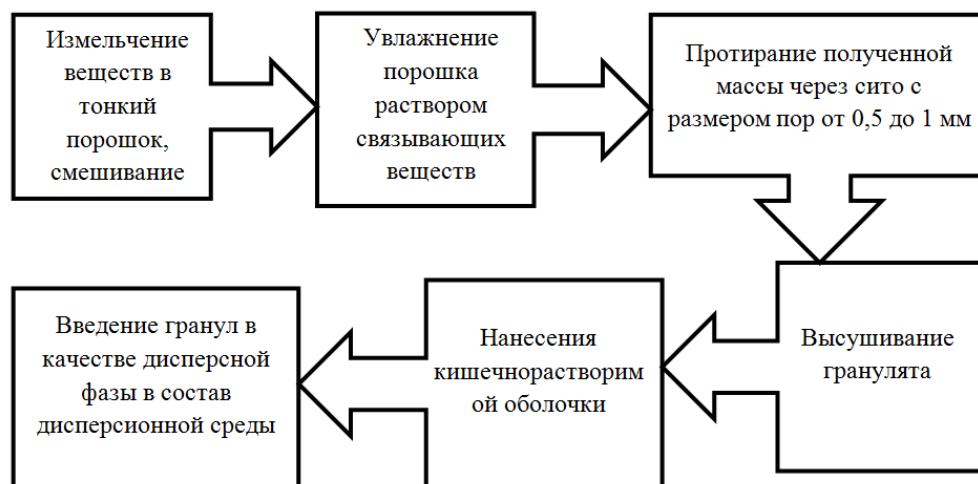 Измельчение
веществ в
тонкий
порошок,
смешивание
Увлажнение
порошка
раствором
связывающих
веществ
Протирание полученной
массы через сито с
размером пор от 0,5 до 1 мм
Высушивание
гранулята
Нанесения
кишечнорастворим
ой оболочки
Введение гранул в
качестве дисперсной
фазы в состав
дисперсионной среды